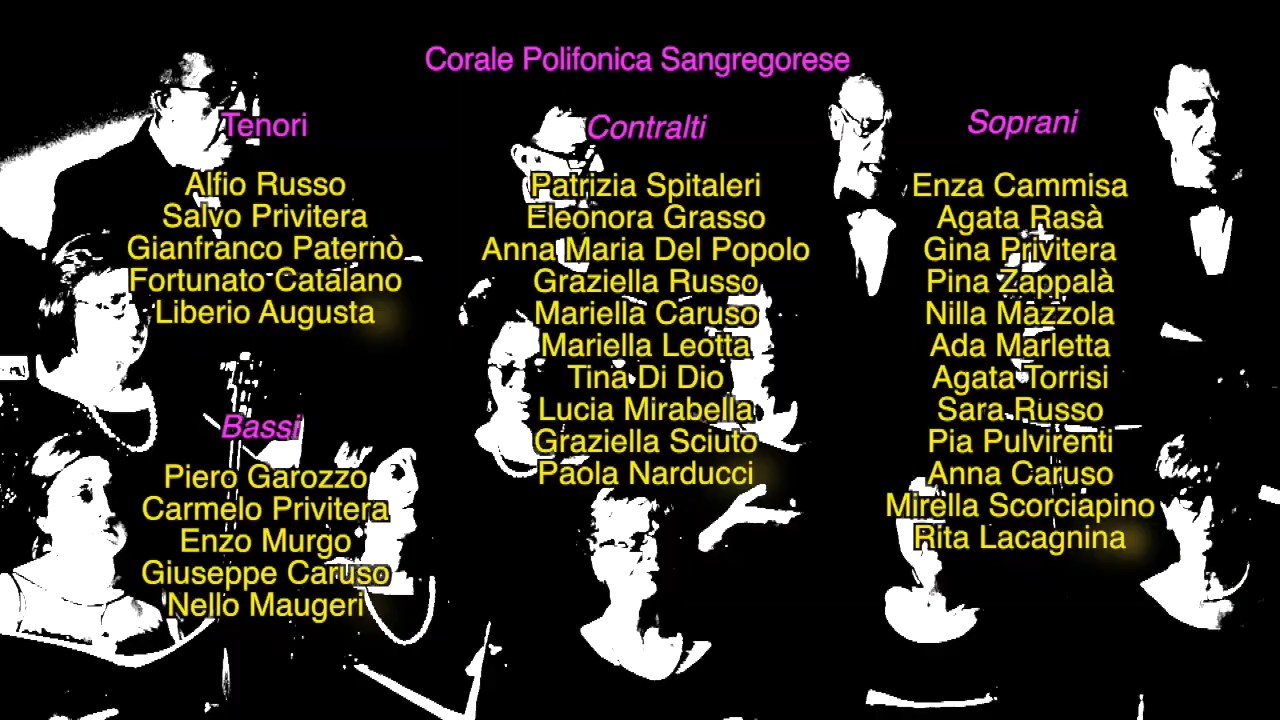 Corale Polifonica Sangregorese
Tenori
Alfio Russo
Salvo Privitera
Gianfranco Paternò
Fortunato Catalano
Liberio Augusta
Bassi
Piero Garozzo
Carmelo Privitera
Enzo Murgo
Giuseppe Caruso
Nello Maugeri
Contralti
Patrizia Spitaleri
Eleonora Grasso
Anna Maria Del Popolo
Graziella Russo
Mariella Caruso
Mariella Leotta
Tina Di Dio
Lucia Mirabella
Graziella Sciuto
Paola Narducci
Soprani
Enza Cammisa
Agata Rasà
Gina Privitera
Pina Zappalà
Nilla Mazzola
Ada Marletta
Agata Torrisi
Sara Russo
Pia Pulvirenti
Anna Caruso
Mirella Scorciapino
Rita Lacagnina